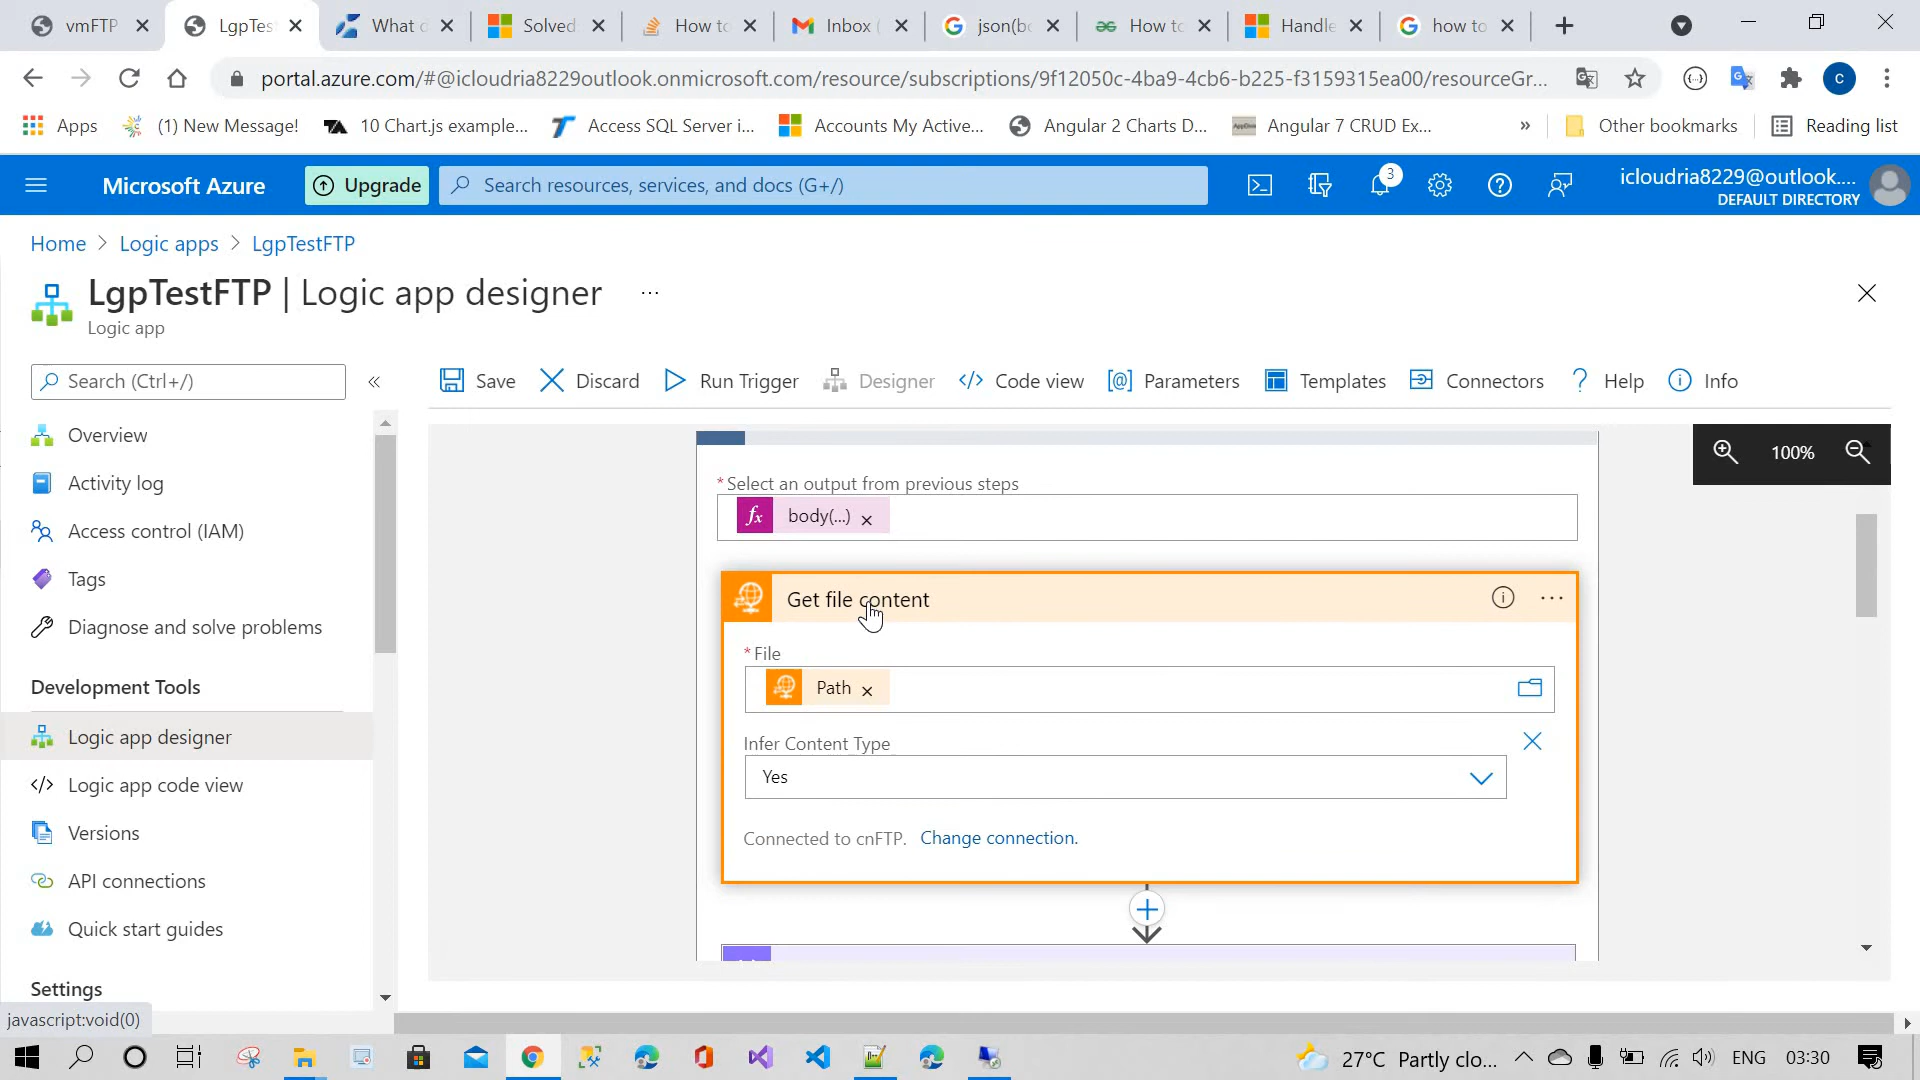 vmFTP
LgpTest
What d
Solved
How to
Inbox (
json(bo
How to
Handle
how to
portal.azure.com/#@icloudria8229outlook.onmicrosoft.com/resource/subscriptions/9f12050c-4ba9-4cb6-b225-f3159315ea00/resourceGr...
c
Apps
(1) New Message!
10 Chart.js example...
Access SQL Server i...
Accounts My Active...
Angular 2 Charts D...
Angular 7 CRUD Ex...
»
Other bookmarks
Reading list
Microsoft Azure
Upgrade
Search resources, services, and docs (G+/)
3
icloudria8229@outlook....
DEFAULT DIRECTORY
Home > Logic apps > LgpTestFTP
LgpTestFTP | Logic app designer ...
Logic app
Search (Ctrl+/)
«
Save
Discard
Run Trigger
Designer
</> Code view
[@] Parameters
Templates
Connectors
? Help
Info
Overview
Activity log
Access control (IAM)
Tags
Diagnose and solve problems
Development Tools
Logic app designer
</> Logic app code view
Versions
API connections
Quick start guides
Settings
100%
* Select an output from previous steps
fx body(...) ×
Get file content
* File
Path ×
Infer Content Type
Yes
Connected to cnFTP. Change connection.
javascript:void(0)
27°C Partly clo...
ENG
03:30